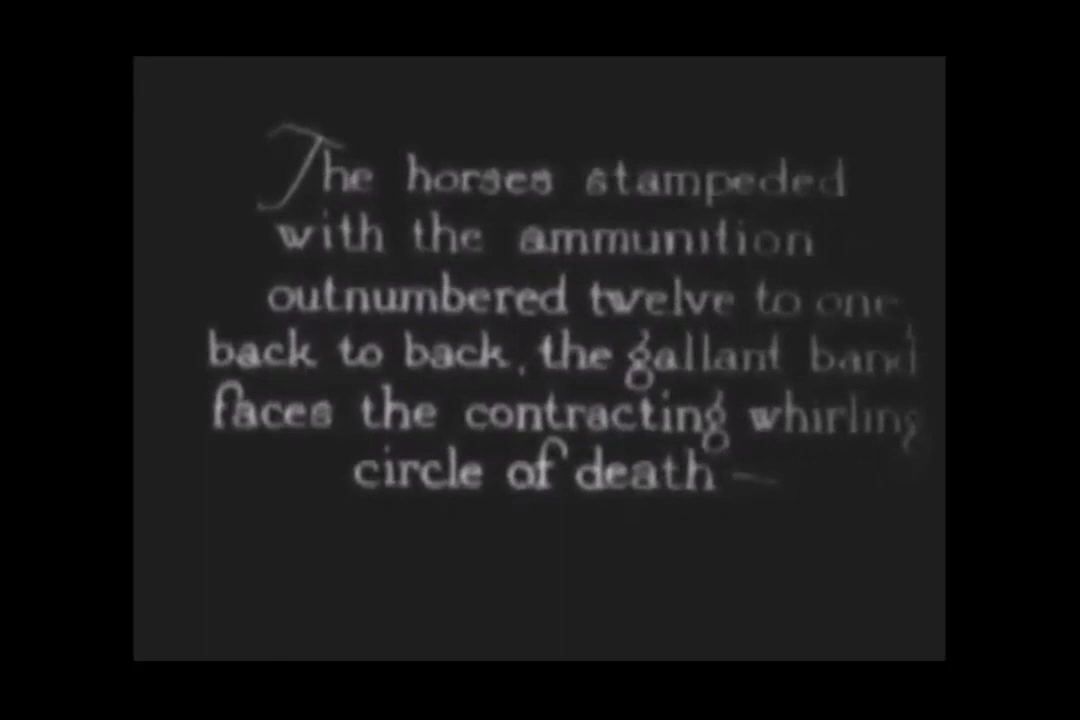 The horses stampeded
with the ammunition
outnumbered twelve to one,
back to back, the gallant band
faces the contracting whirling
circle of death —